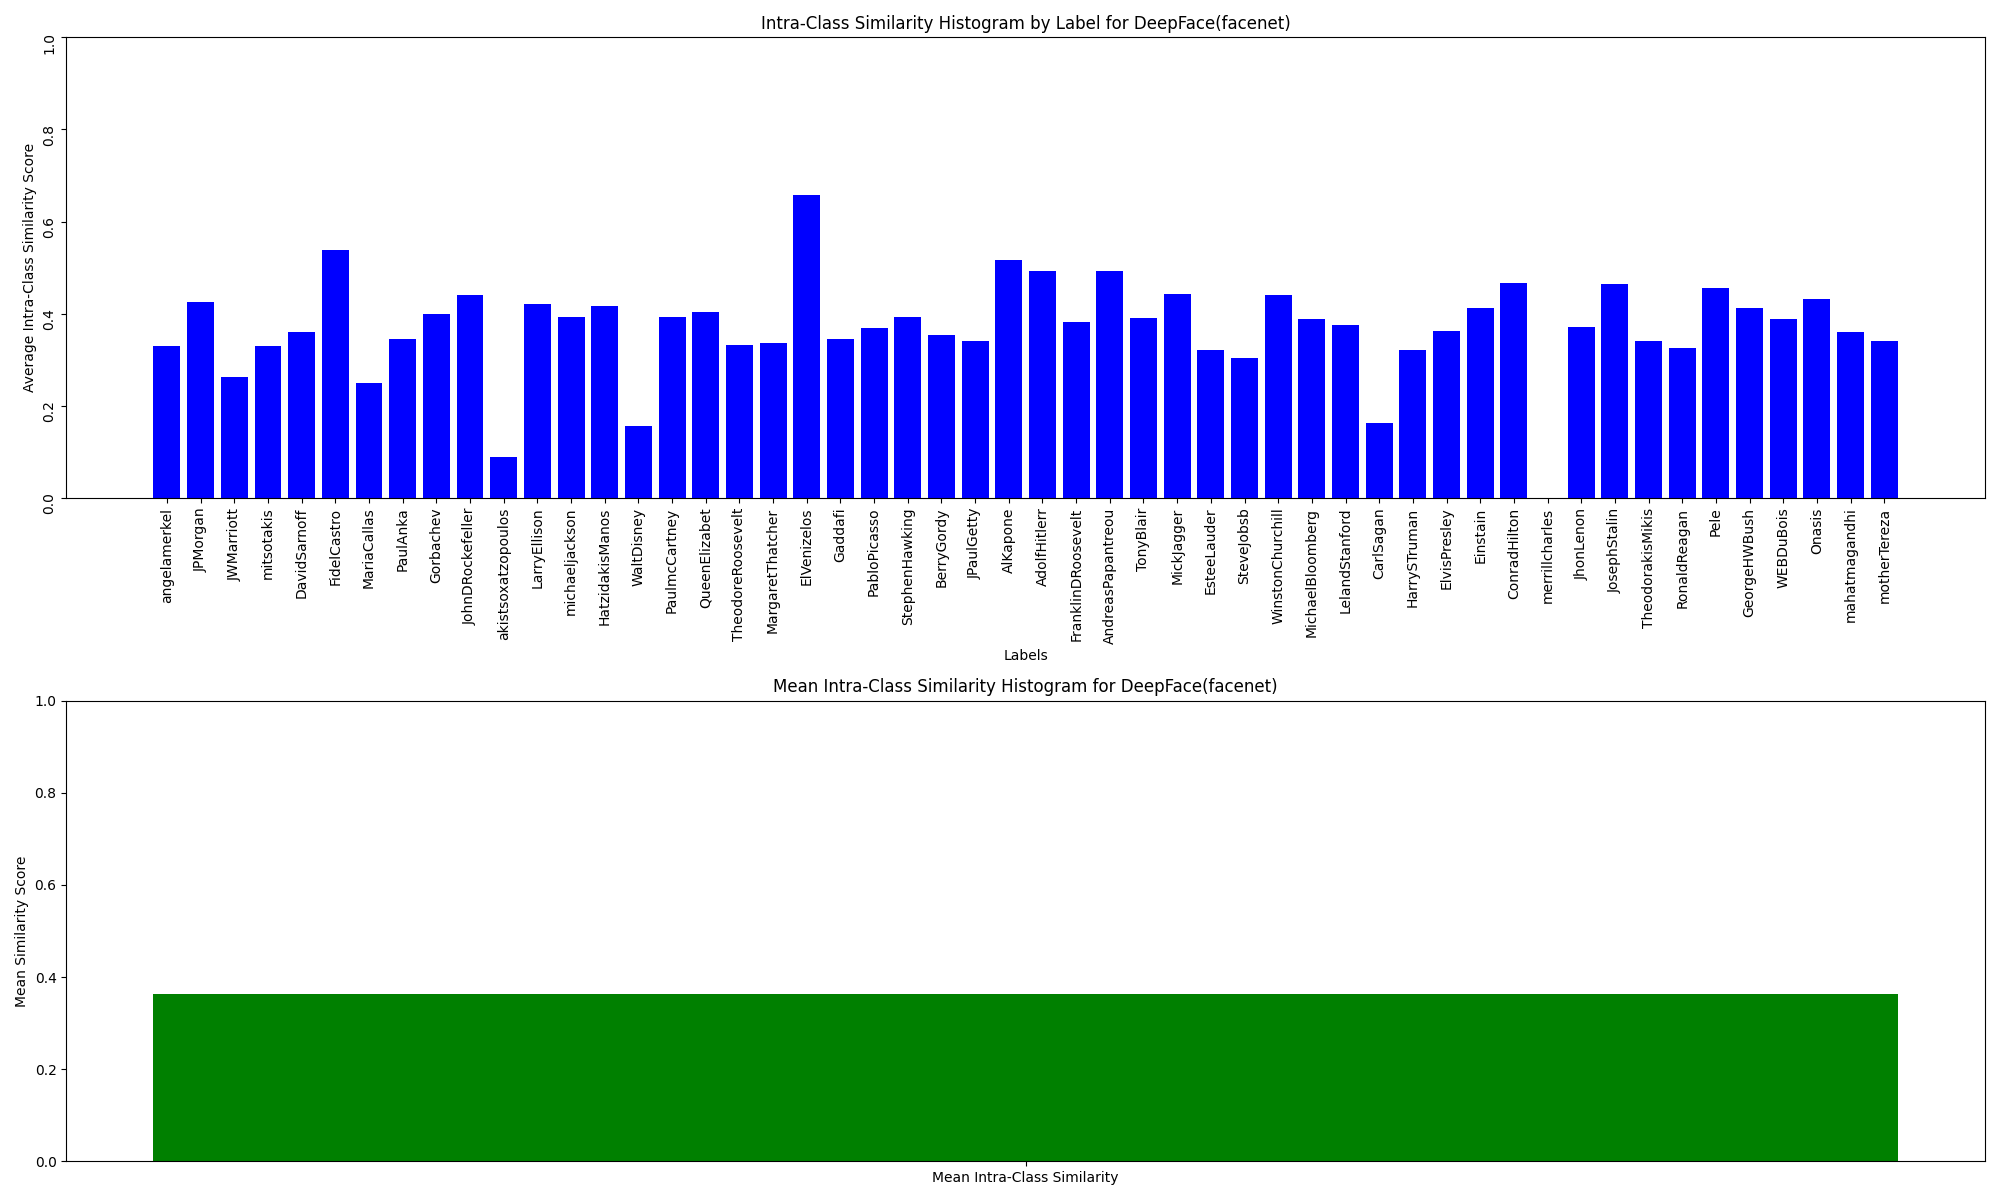 Intra-Class Similarity Histogram by Label for DeepFace(facenet)
Average Intra-Class Similarity Score
1.0
0.8
0.6
0.4
0.2
0.0
angelamerkel
JPMorgan
JWMarriott
mitsotakis
DavidSarnoff
FidelCastro
MariaCallas
PaulAnka
Gorbachev
JohnDRockefeller
akistsoxatzopoulos
LarryEllison
michaeljackson
HatzidakisManos
WaltDisney
PaulmcCartney
QueenElizabet
TheodoreRoosevelt
MargaretThatcher
ElVenizelos
Gaddafi
PabloPicasso
StephenHawking
BerryGordy
JPaulGetty
AlKapone
AdolfHitlerr
FranklinDRoosevelt
AndreasPapantreou
TonyBlair
MickJagger
EsteeLauder
SteveJobsb
WinstonChurchill
MichaelBloomberg
LelandStanford
CarlSagan
HarrySTruman
ElvisPresley
Einstain
ConradHilton
merrillcharles
JhonLenon
JosephStalin
TheodorakisMikis
RonaldReagan
Pele
GeorgeHWBush
WEBDuBois
Onasis
mahatmagandhi
motherTereza
Labels
Mean Intra-Class Similarity Histogram for DeepFace(facenet)
Mean Similarity Score
1.0
0.8
0.6
0.4
0.2
0.0
Mean Intra-Class Similarity